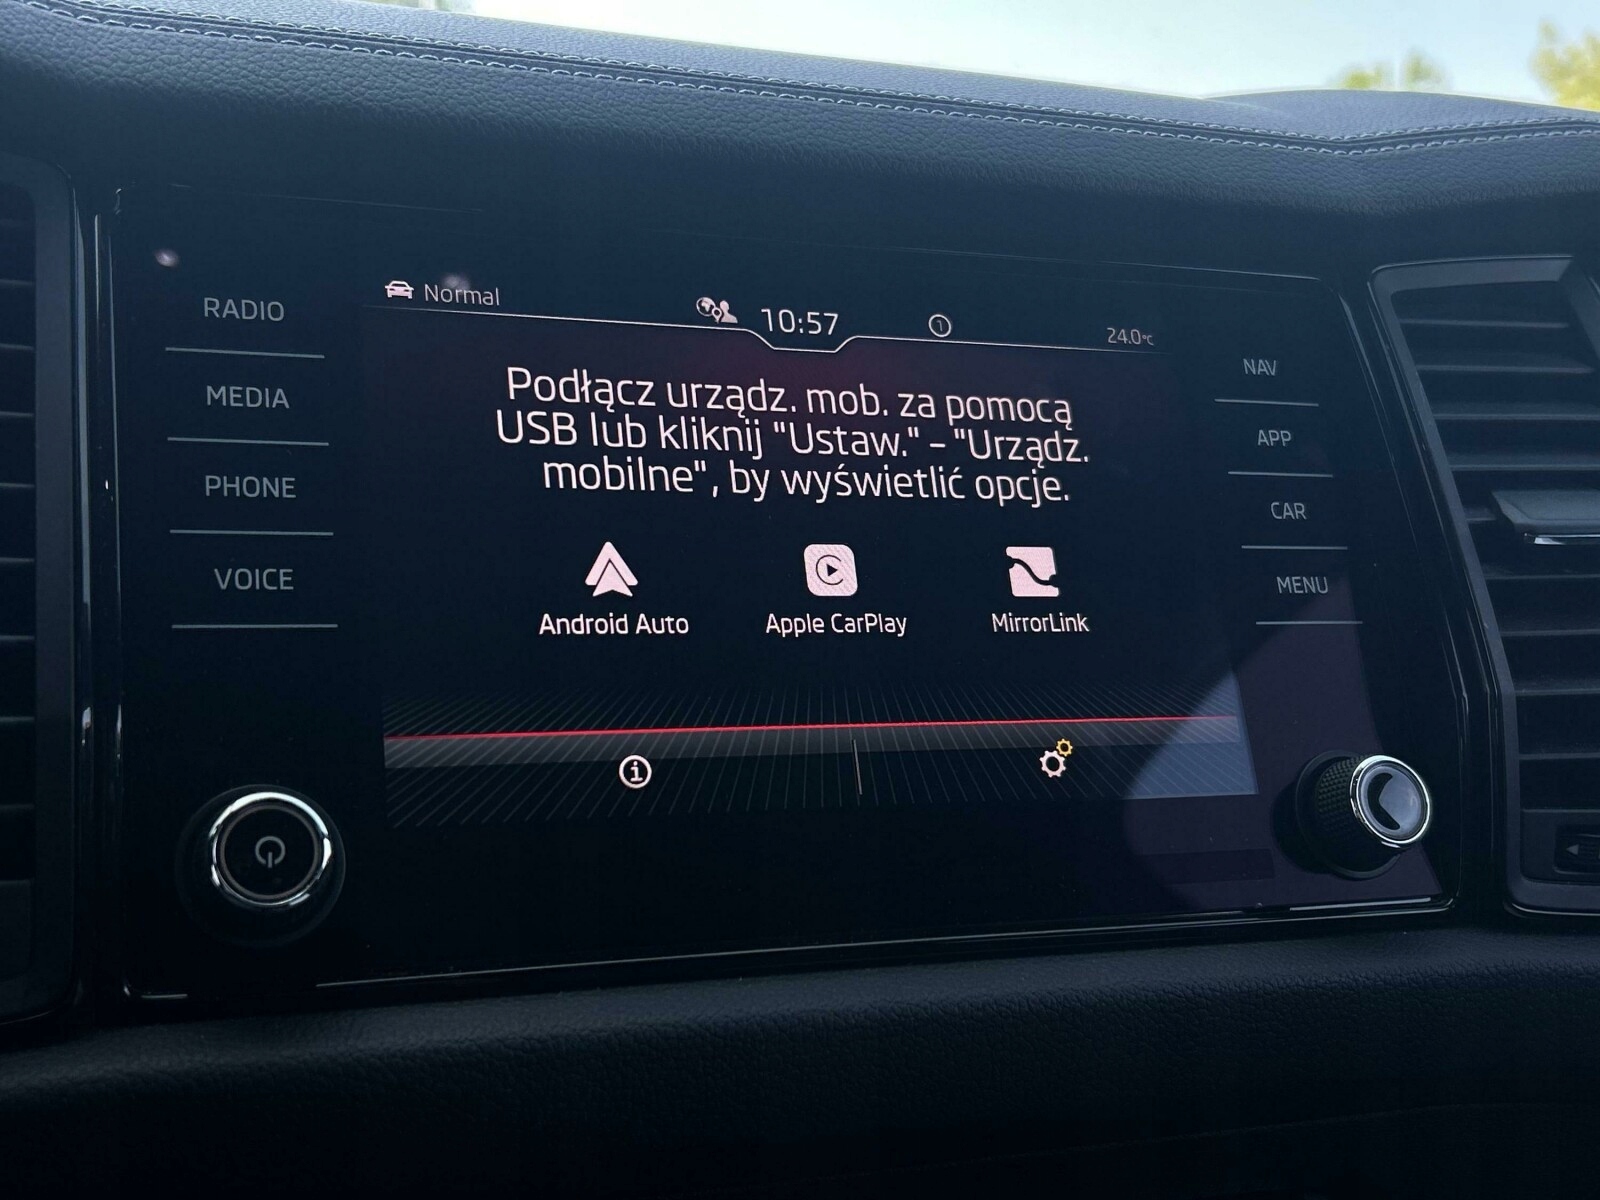 RADIO
MEDIA
PHONE
VOICE
Normal
10:57
1
24.0°C
Podłącz urządz. mob. za pomocą
USB lub kliknij "Ustaw." – "Urządz.
mobilne", by wyświetlić opcje.
Android Auto
Apple CarPlay
MirrorLink
NAV
APP
CAR
MENU